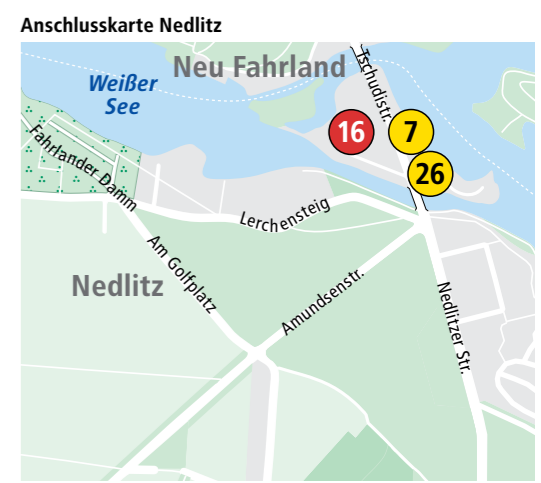 Anschlusskarte Nedlitz
Neu Fahrland
Tschudistr.
Weißer
See
16
7
26
Fahrlander Damm
Lerchensteig
Am Golfplatz
Nedlitz
Amundsenstr.
Nedlitzer Str.